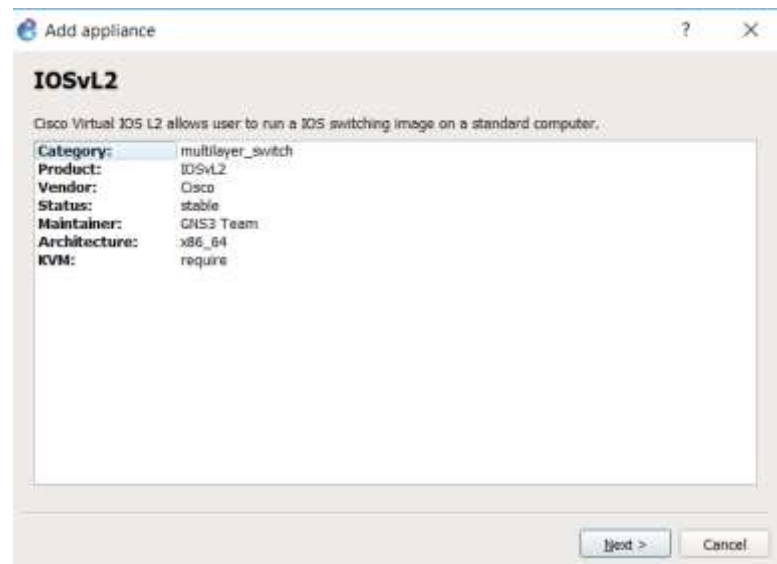 Add appliance
?
IOSvL2
Cisco Virtual IOS L2 allows user to run a IOS switching image on a standard computer.
Category: multilayer_switch
Product: IOSvL2
Vendor: Cisco
Status: stable
Maintainer: GNS3 Team
Architecture: x86_64
KVM: require
Next > Cancel